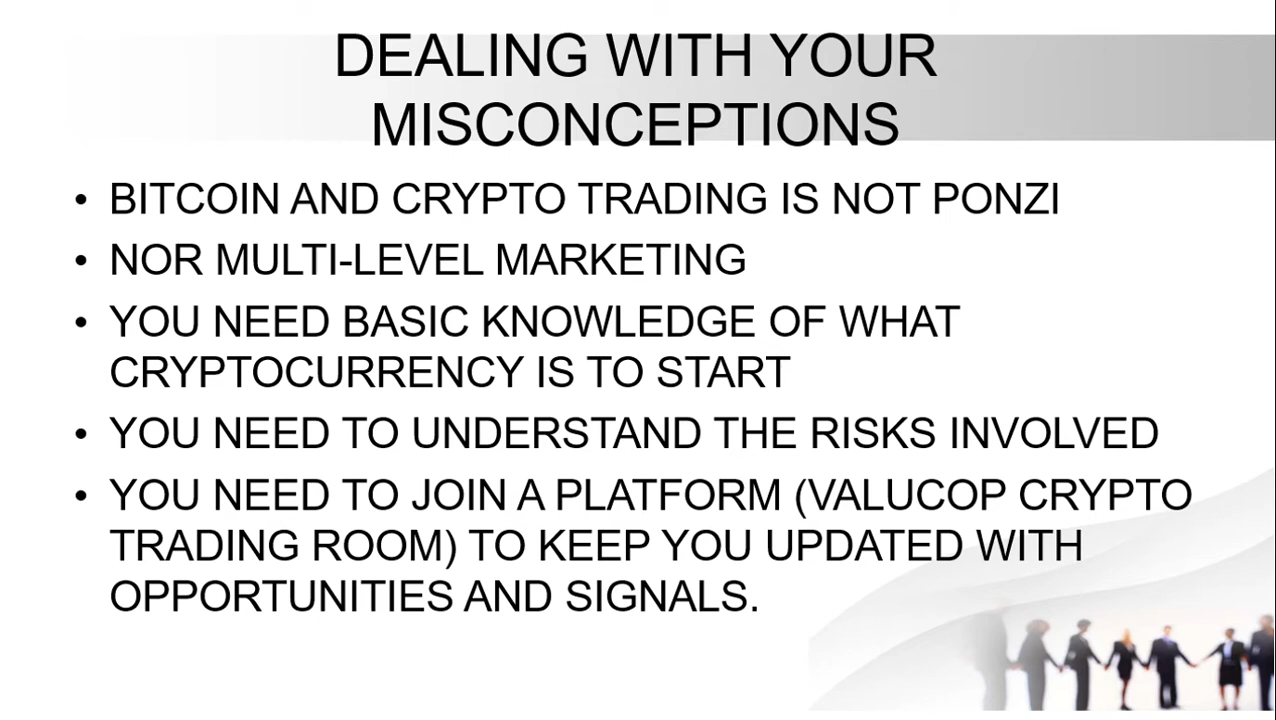 DEALING WITH YOUR
MISCONCEPTIONS
• BITCOIN AND CRYPTO TRADING IS NOT PONZI
• NOR MULTI-LEVEL MARKETING
• YOU NEED BASIC KNOWLEDGE OF WHAT
CRYPTOCURRENCY IS TO START
• YOU NEED TO UNDERSTAND THE RISKS INVOLVED
• YOU NEED TO JOIN A PLATFORM (VALUCOP CRYPTO
TRADING ROOM) TO KEEP YOU UPDATED WITH
OPPORTUNITIES AND SIGNALS.